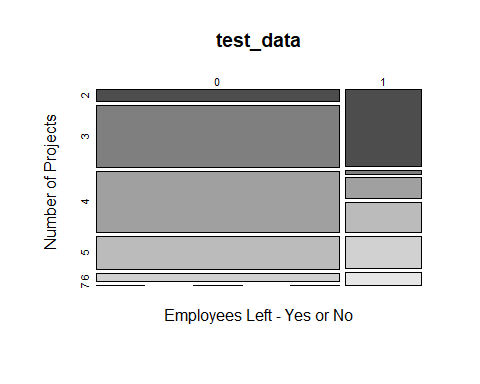 test_data
0 1
2
3
4
5
6
7
Number of Projects
Employees Left - Yes or No